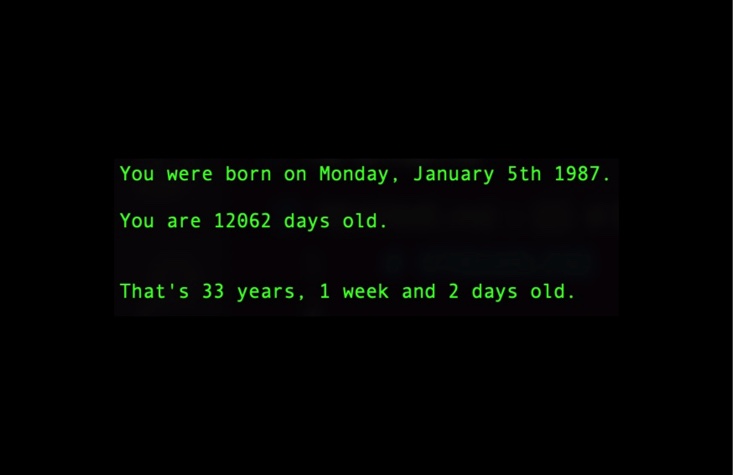 You were born on Monday, January 5th 1987.
You are 12062 days old.
That's 33 years, 1 week and 2 days old.